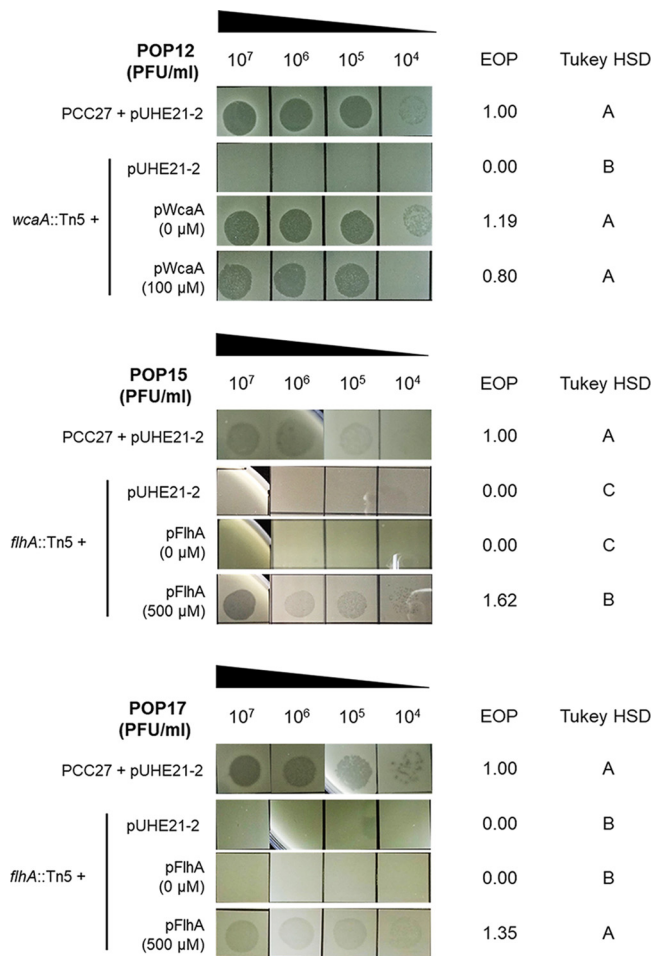 POP12
(PFU/ml) 10⁷ 10⁶ 10⁵ 10⁴ EOP Tukey HSD
PCC27 + pUHE21-2 1.00 A
wcaA::Tn5 +
pUHE21-2 0.00 B
pWcaA
(0 µM) 1.19 A
pWcaA
(100 µM) 0.80 A
POP15
(PFU/ml) 10⁷ 10⁶ 10⁵ 10⁴ EOP Tukey HSD
PCC27 + pUHE21-2 1.00 A
flhA::Tn5 +
pUHE21-2 0.00 C
pFlhA
(0 µM) 0.00 C
pFlhA
(500 µM) 1.62 B
POP17
(PFU/ml) 10⁷ 10⁶ 10⁵ 10⁴ EOP Tukey HSD
PCC27 + pUHE21-2 1.00 A
flhA::Tn5 +
pUHE21-2 0.00 B
pFlhA
(0 µM) 0.00 B
pFlhA
(500 µM) 1.35 A